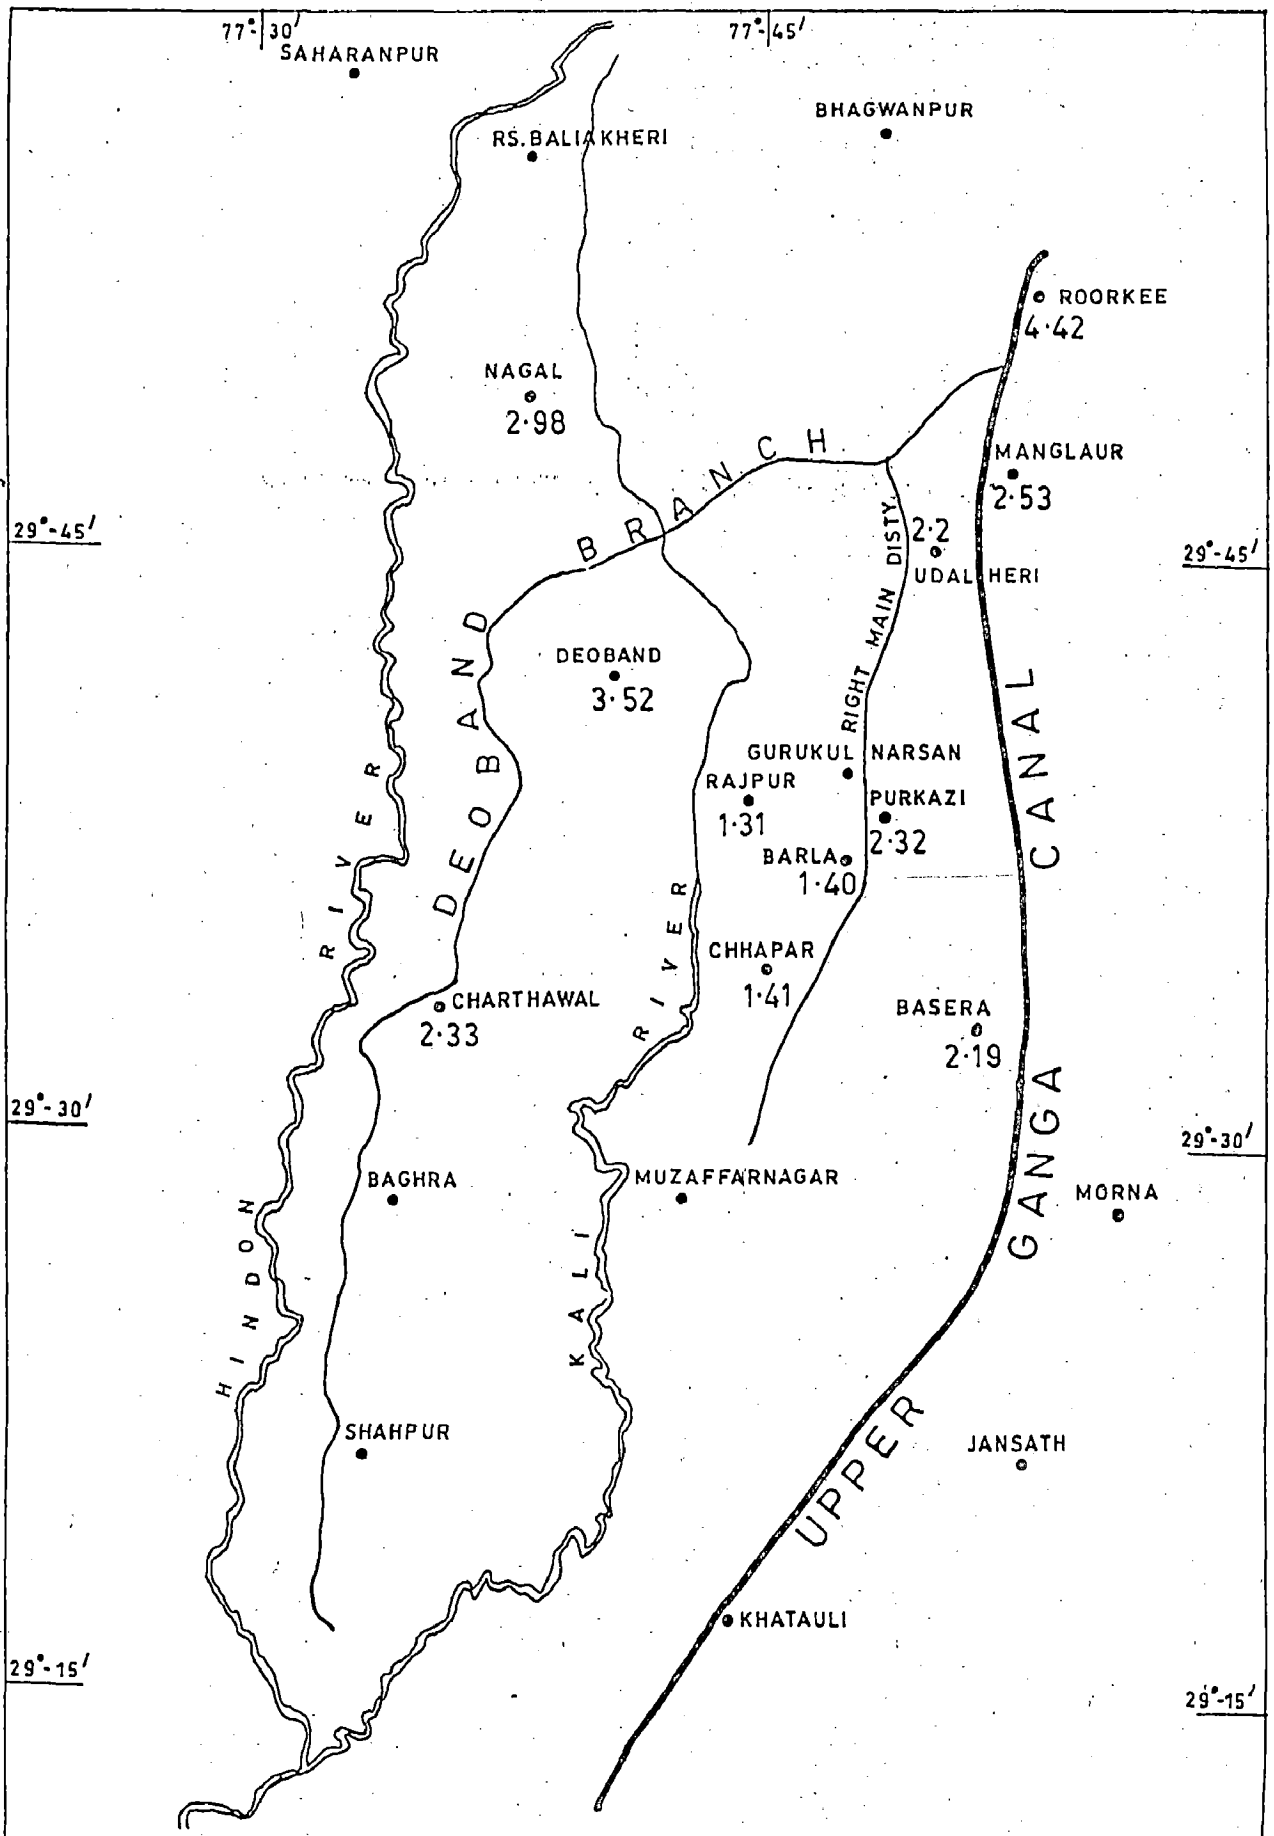 77°-30′
77°-45′
SAHARANPUR
BHAGWANPUR
RS.BALIAKHERI
ROORKEE
4·42
NAGAL
2·98
MANGLAUR
2·53
29°-45′
2·2
29°-45′
UDALHERI
DEOBAND BRANCH
RIGHT MAIN DISTY.
DEOBAND
3·52
GURUKUL NARSAN
RAJPUR
1·31
PURKAZI
2·32
BARLA
1·40
CHHAPAR
1·41
CHARTHAWAL
2·33
BASERA
2·19
29°-30′
29°-30′
BAGHRA
MUZAFFARNAGAR
MORNA
HINDON RIVER
KALI RIVER
UPPER GANGA CANAL
SHAHPUR
JANSATH
KHATAULI
29°-15′
29°-15′